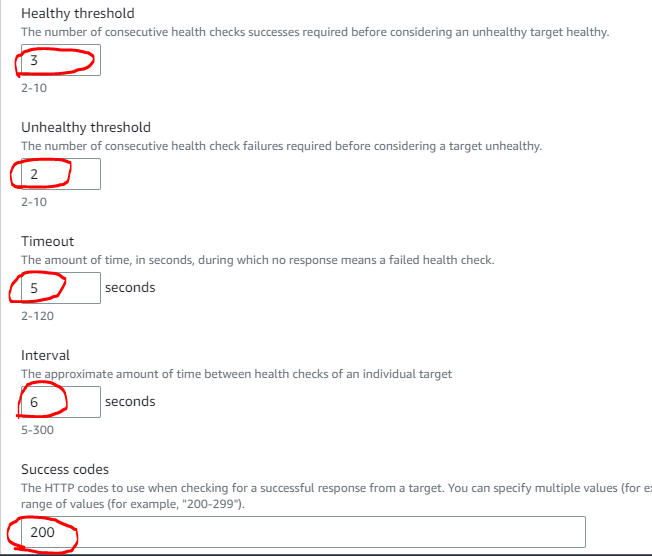 Healthy threshold
The number of consecutive health checks successes required before considering an unhealthy target healthy.
3
2-10
Unhealthy threshold
The number of consecutive health check failures required before considering a target unhealthy.
2
2-10
Timeout
The amount of time, in seconds, during which no response means a failed health check.
5 seconds
2-120
Interval
The approximate amount of time between health checks of an individual target
6 seconds
5-300
Success codes
The HTTP codes to use when checking for a successful response from a target. You can specify multiple values (for
range of values (for example, "200-299").
200